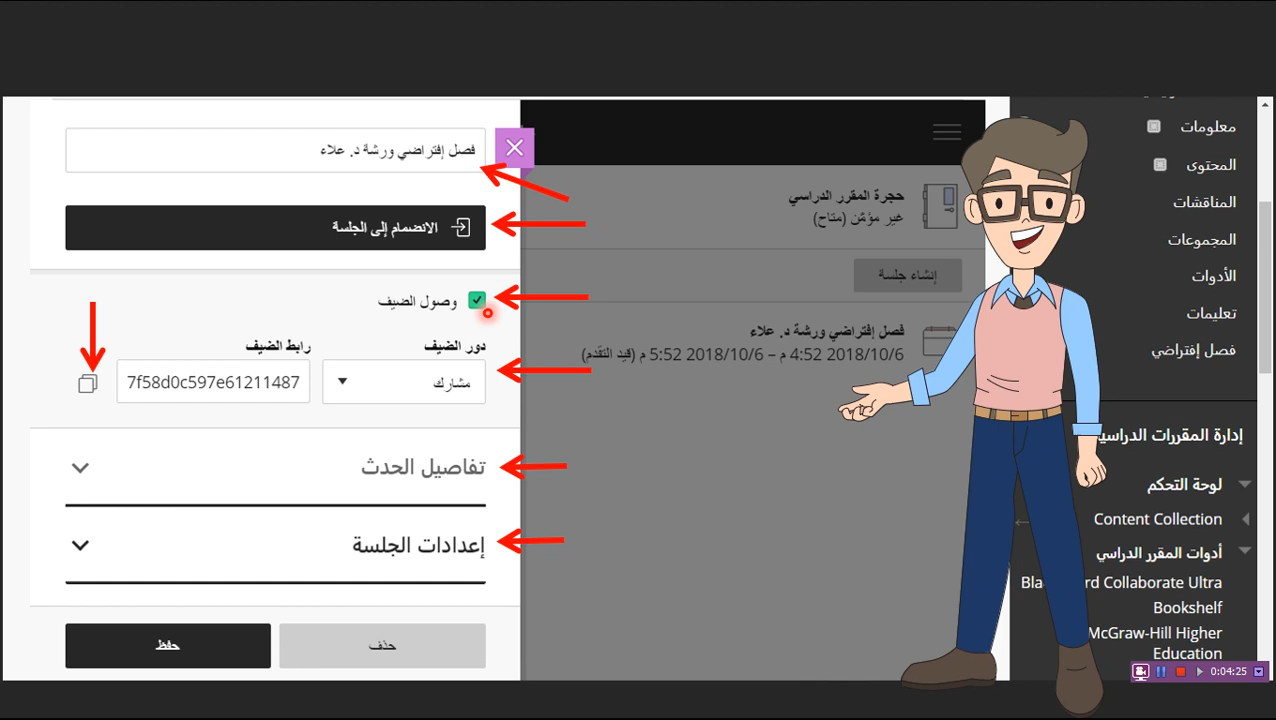 فصل إفتراضي ورشة د. علاء
الانضمام إلى الجلسة
وصول الضيف
دور الضيف
رابط الضيف
مشارك
7f58d0c597e61211487
تفاصيل الحدث
إعدادات الجلسة
حذف
حفظ
حجرة المقرر الدراسي
غير مؤمّن (متاح)
إنشاء جلسة
فصل إفتراضي ورشة د. علاء
2018/10/6 4:52 م – 2018/10/6 5:52 م (قيد التقدّم)
معلومات
المحتوى
المناقشات
المجموعات
الأدوات
تعليمات
فصل إفتراضي
إدارة المقررات
لوحة التحكم
Content Collection
أدوات المقرر الدراسي
Collaborate Ultra
Bookshelf
McGraw-Hill Higher
Education
0:04:25